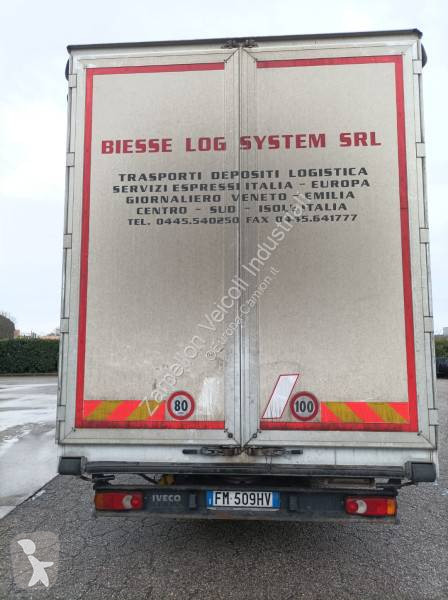 BIESSE LOG SYSTEM SRL
TRASPORTI DEPOSITI LOGISTICA
SERVIZI ESPRESSI ITALIA - EUROPA
GIORNALIERO VENETO - EMILIA
CENTRO - SUD - ISOLE ITALIA
TEL. 0445.540250 FAX 0445.641777
Zarpellon Veicoli Industriali
©Europa-Camion.it
80
100
IVECO
FM 509HV